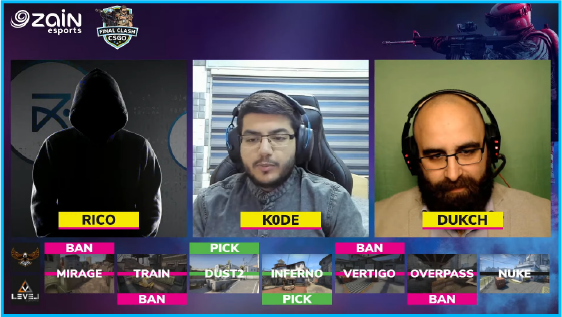 zain
esports
FINAL CLASH
CSGO
RICO
K0DE
DUKCH
BAN
PICK
BAN
MIRAGE
TRAIN
DUST2
INFERNO
VERTIGO
OVERPASS
NUKE
BAN
PICK
BAN
LEVEL1